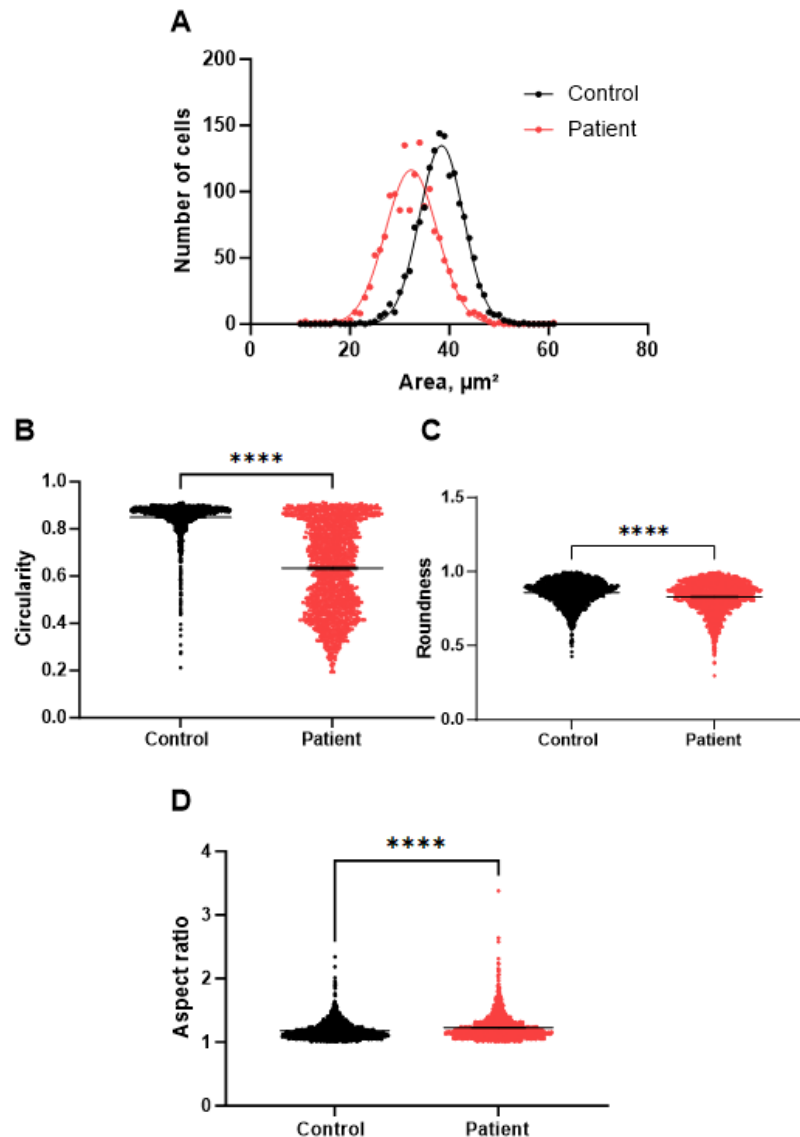 A
200
150
100
50
0
0 20 40 60 80
Number of cells
Area, µm²
Control
Patient
B
****
1.0
0.8
0.6
0.4
0.2
0.0
Circularity
Control Patient
C
****
1.5
1.0
0.5
0.0
Roundness
Control Patient
D
****
4
3
2
1
0
Aspect ratio
Control Patient